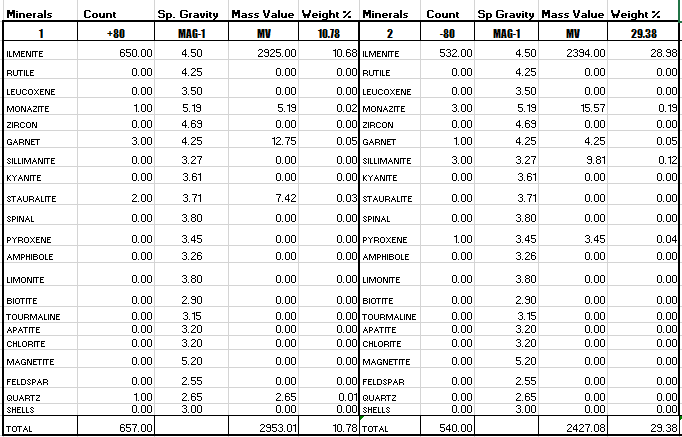 Minerals Count Sp. Gravity Mass Value Weight % Minerals Count Sp Gravity Mass Value Weight %
1 +80 MAG-1 MV 10.78 2 -80 MAG-1 MV 29.38
ILMENITE 650.00 4.50 2925.00 10.68 ILMENITE 532.00 4.50 2394.00 28.98
RUTILE 0.00 4.25 0.00 0.00 RUTILE 0.00 4.25 0.00 0.00
LEUCOXENE 0.00 3.50 0.00 0.00 LEUCOXENE 0.00 3.50 0.00 0.00
MONAZITE 1.00 5.19 5.19 0.02 MONAZITE 3.00 5.19 15.57 0.19
ZIRCON 0.00 4.69 0.00 0.00 ZIRCON 0.00 4.69 0.00 0.00
GARNET 3.00 4.25 12.75 0.05 GARNET 1.00 4.25 4.25 0.05
SILLIMANITE 0.00 3.27 0.00 0.00 SILLIMANITE 3.00 3.27 9.81 0.12
KYANITE 0.00 3.61 0.00 0.00 KYANITE 0.00 3.61 0.00 0.00
STAURALITE 2.00 3.71 7.42 0.03 STAURALITE 0.00 3.71 0.00 0.00
SPINAL 0.00 3.80 0.00 0.00 SPINAL 0.00 3.80 0.00 0.00
PYROXENE 0.00 3.45 0.00 0.00 PYROXENE 1.00 3.45 3.45 0.04
AMPHIBOLE 0.00 3.26 0.00 0.00 AMPHIBOLE 0.00 3.26 0.00 0.00
LIMONITE 0.00 3.80 0.00 0.00 LIMONITE 0.00 3.80 0.00 0.00
BIOTITE 0.00 2.90 0.00 0.00 BIOTITE 0.00 2.90 0.00 0.00
TOURMALINE 0.00 3.15 0.00 0.00 TOURMALINE 0.00 3.15 0.00 0.00
APATITE 0.00 3.20 0.00 0.00 APATITE 0.00 3.20 0.00 0.00
CHLORITE 0.00 3.20 0.00 0.00 CHLORITE 0.00 3.20 0.00 0.00
MAGNETITE 0.00 5.20 0.00 0.00 MAGNETITE 0.00 5.20 0.00 0.00
FELDSPAR 0.00 2.55 0.00 0.00 FELDSPAR 0.00 2.55 0.00 0.00
QUARTZ 1.00 2.65 2.65 0.01 QUARTZ 0.00 2.65 0.00 0.00
SHELLS 0.00 3.00 0.00 0.00 SHELLS 0.00 3.00 0.00 0.00
TOTAL 657.00 2953.01 10.78 TOTAL 540.00 2427.08 29.38